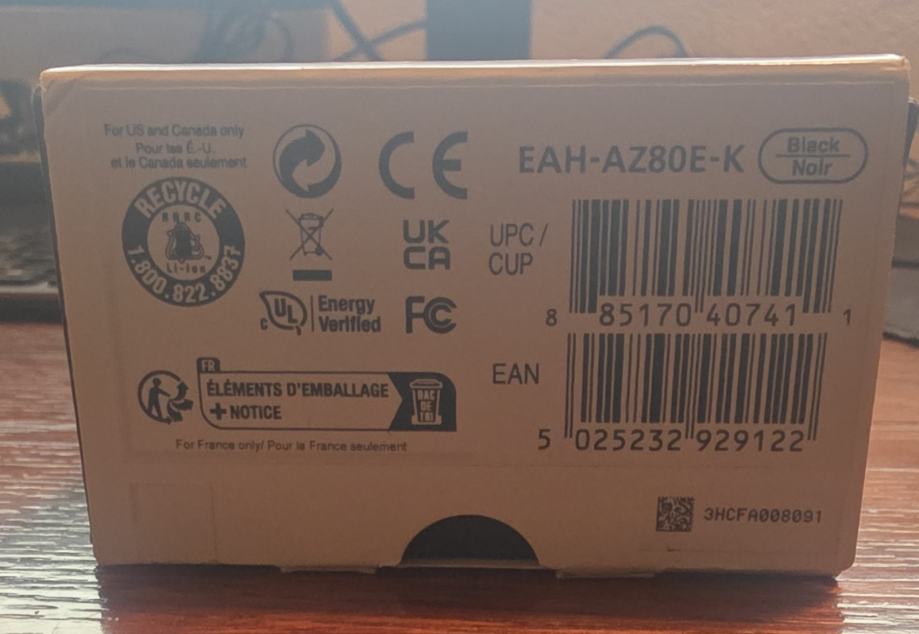 For US and Canada only
Pour les É.-U.
et le Canada seulement
RECYCLE
RBRC
Li-ion
1.800.822.8837
CE
UK
CA
c UL
Energy
Verified
FC
EAH-AZ80E-K
Black
Noir
UPC /
CUP
8 85170 40741 1
EAN
5 025232 929122
FR
ÉLÉMENTS D'EMBALLAGE
+ NOTICE
BAC
DE
TRI
For France only/ Pour la France seulement
3HCFA008091